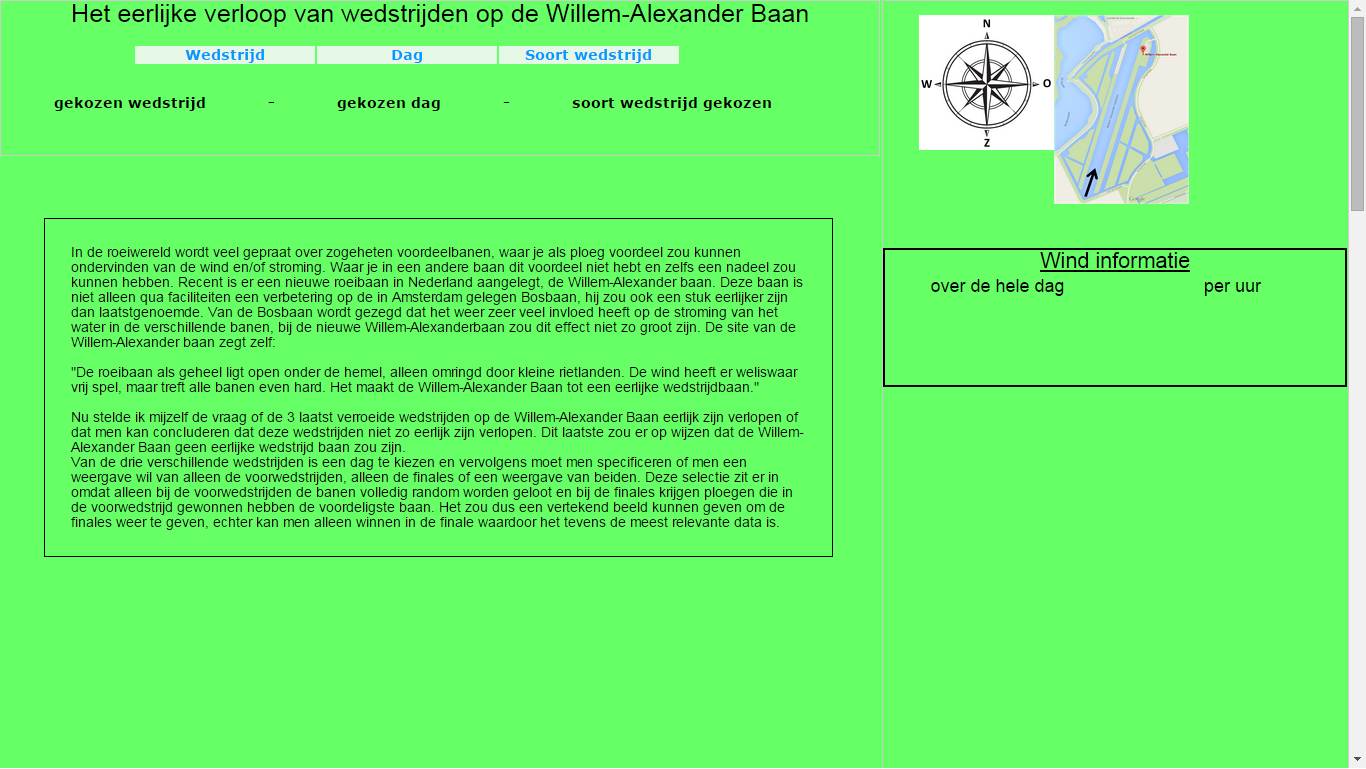 Het eerlijke verloop van wedstrijden op de Willem-Alexander Baan
Wedstrijd Dag Soort wedstrijd
gekozen wedstrijd - gekozen dag - soort wedstrijd gekozen
In de roeiwereld wordt veel gepraat over zogeheten voordeelbanen, waar je als ploeg voordeel zou kunnen
ondervinden van de wind en/of stroming. Waar je in een andere baan dit voordeel niet hebt en zelfs een nadeel zou
kunnen hebben. Recent is er een nieuwe roeibaan in Nederland aangelegt, de Willem-Alexander baan. Deze baan is
niet alleen qua faciliteiten een verbetering op de in Amsterdam gelegen Bosbaan, hij zou ook een stuk eerlijker zijn
dan laatstgenoemde. Van de Bosbaan wordt gezegd dat het weer zeer veel invloed heeft op de stroming van het
water in de verschillende banen, bij de nieuwe Willem-Alexanderbaan zou dit effect niet zo groot zijn. De site van de
Willem-Alexander baan zegt zelf:
"De roeibaan als geheel ligt open onder de hemel, alleen omringd door kleine rietlanden. De wind heeft er weliswaar
vrij spel, maar treft alle banen even hard. Het maakt de Willem-Alexander Baan tot een eerlijke wedstrijdbaan."
Nu stelde ik mijzelf de vraag of de 3 laatst verroeide wedstrijden op de Willem-Alexander Baan eerlijk zijn verlopen of
dat men kan concluderen dat deze wedstrijden niet zo eerlijk zijn verlopen. Dit laatste zou er op wijzen dat de Willem-
Alexander Baan geen eerlijke wedstrijd baan zou zijn.
Van de drie verschillende wedstrijden is een dag te kiezen en vervolgens moet men specificeren of men een
weergave wil van alleen de voorwedstrijden, alleen de finales of een weergave van beiden. Deze selectie zit er in
omdat alleen bij de voorwedstrijden de banen volledig random worden geloot en bij de finales krijgen ploegen die in
de voorwedstrijd gewonnen hebben de voordeligste baan. Het zou dus een vertekend beeld kunnen geven om de
finales weer te geven, echter kan men alleen winnen in de finale waardoor het tevens de meest relevante data is.
N
W
O
Z
Google
Wind informatie
over de hele dag per uur